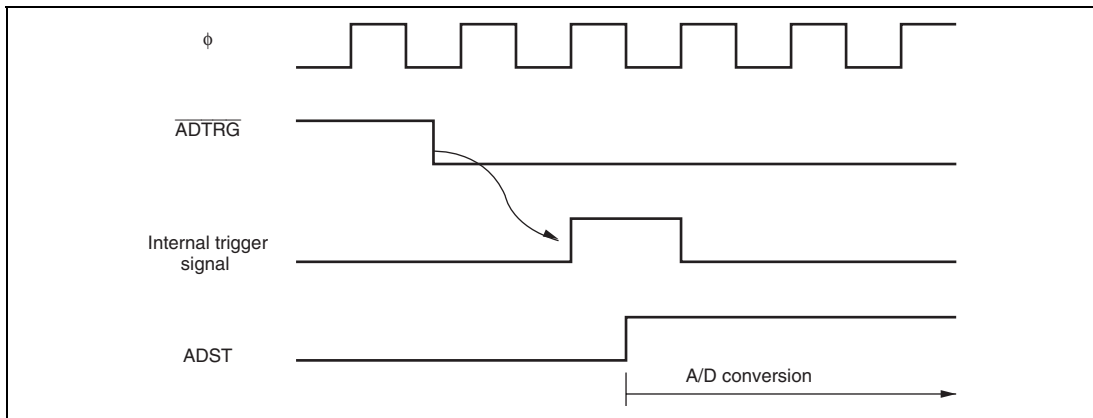 ϕ
ADTRG
Internal trigger
signal
ADST
A/D conversion